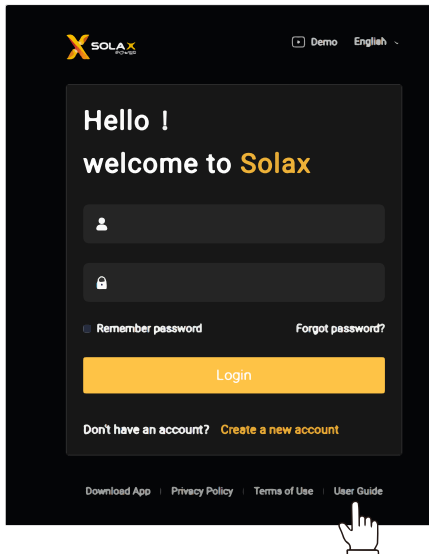 SOLAX
POWER
Demo English
Hello !
welcome to Solax
Remember password Forgot password?
Login
Don't have an account? Create a new account
Download App | Privacy Policy | Terms of Use | User Guide